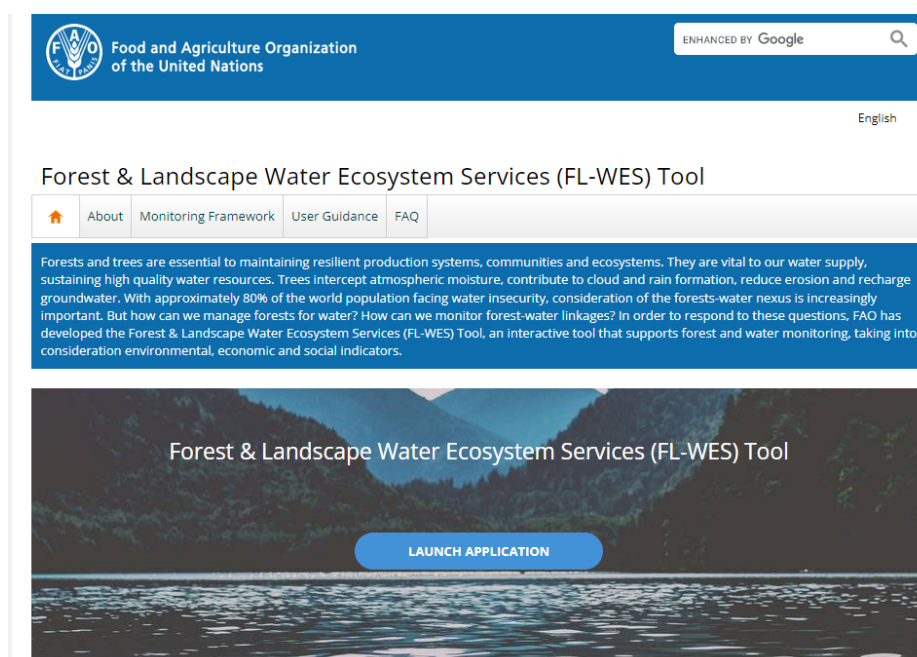 F A O
FIAT PANIS
Food and Agriculture Organization
of the United Nations
ENHANCED BY Google
English
Forest & Landscape Water Ecosystem Services (FL-WES) Tool
About Monitoring Framework User Guidance FAQ
Forests and trees are essential to maintaining resilient production systems, communities and ecosystems. They are vital to our water supply,
sustaining high quality water resources. Trees intercept atmospheric moisture, contribute to cloud and rain formation, reduce erosion and recharge
groundwater. With approximately 80% of the world population facing water insecurity, consideration of the forests-water nexus is increasingly
important. But how can we manage forests for water? How can we monitor forest-water linkages? In order to respond to these questions, FAO has
developed the Forest & Landscape Water Ecosystem Services (FL-WES) Tool, an interactive tool that supports forest and water monitoring, taking into
consideration environmental, economic and social indicators.
Forest & Landscape Water Ecosystem Services (FL-WES) Tool
LAUNCH APPLICATION